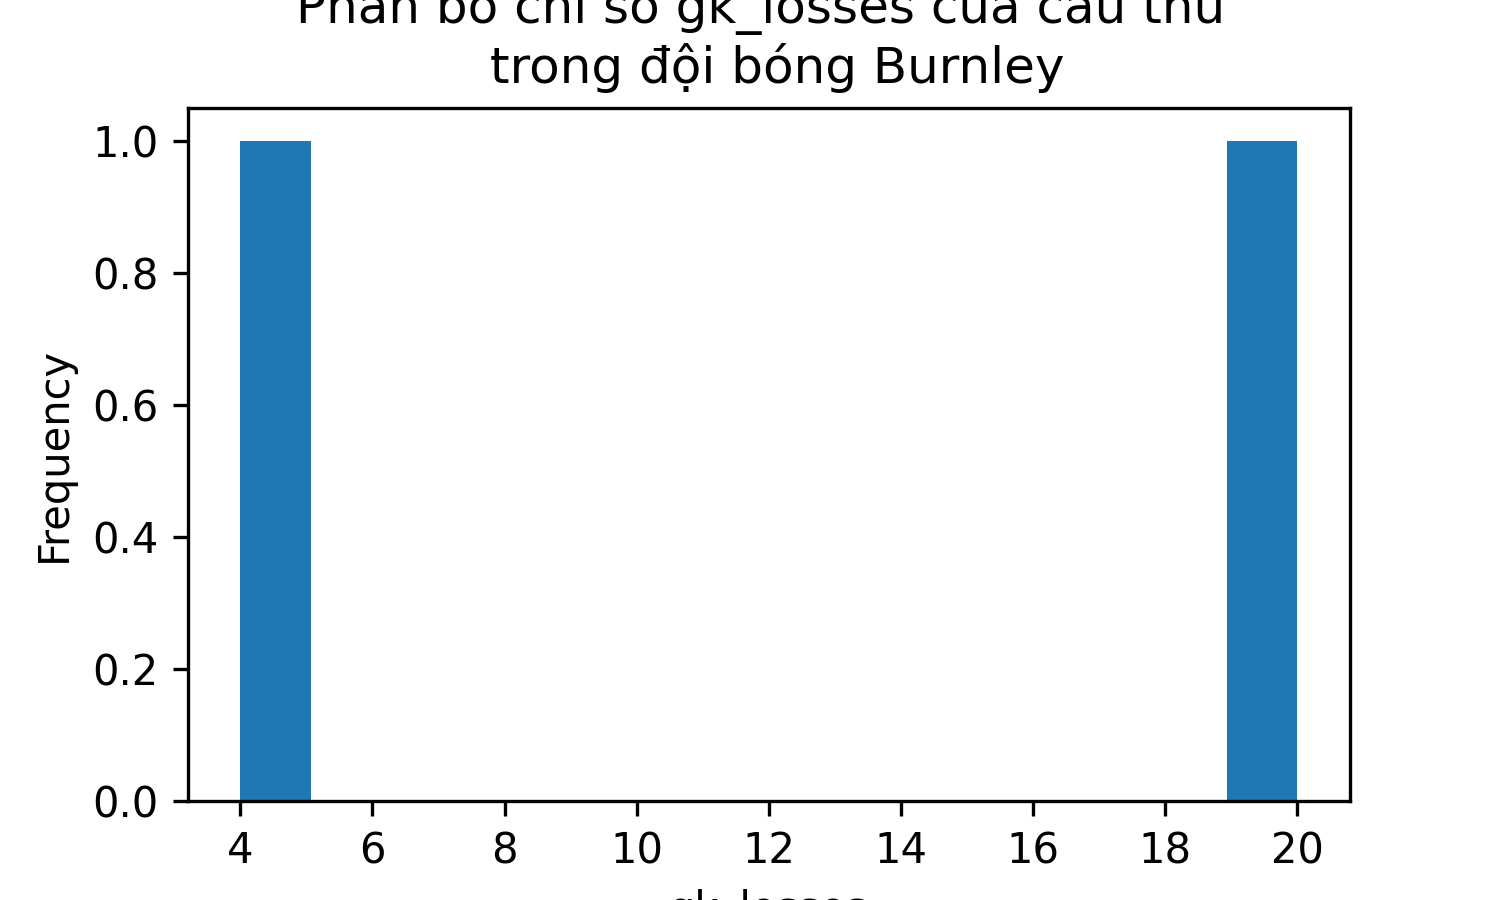 Phân bố chỉ số gk_losses của cầu thủ
trong đội bóng Burnley
1.0
0.8
0.6
0.4
0.2
0.0
Frequency
4 6 8 10 12 14 16 18 20
gk_losses